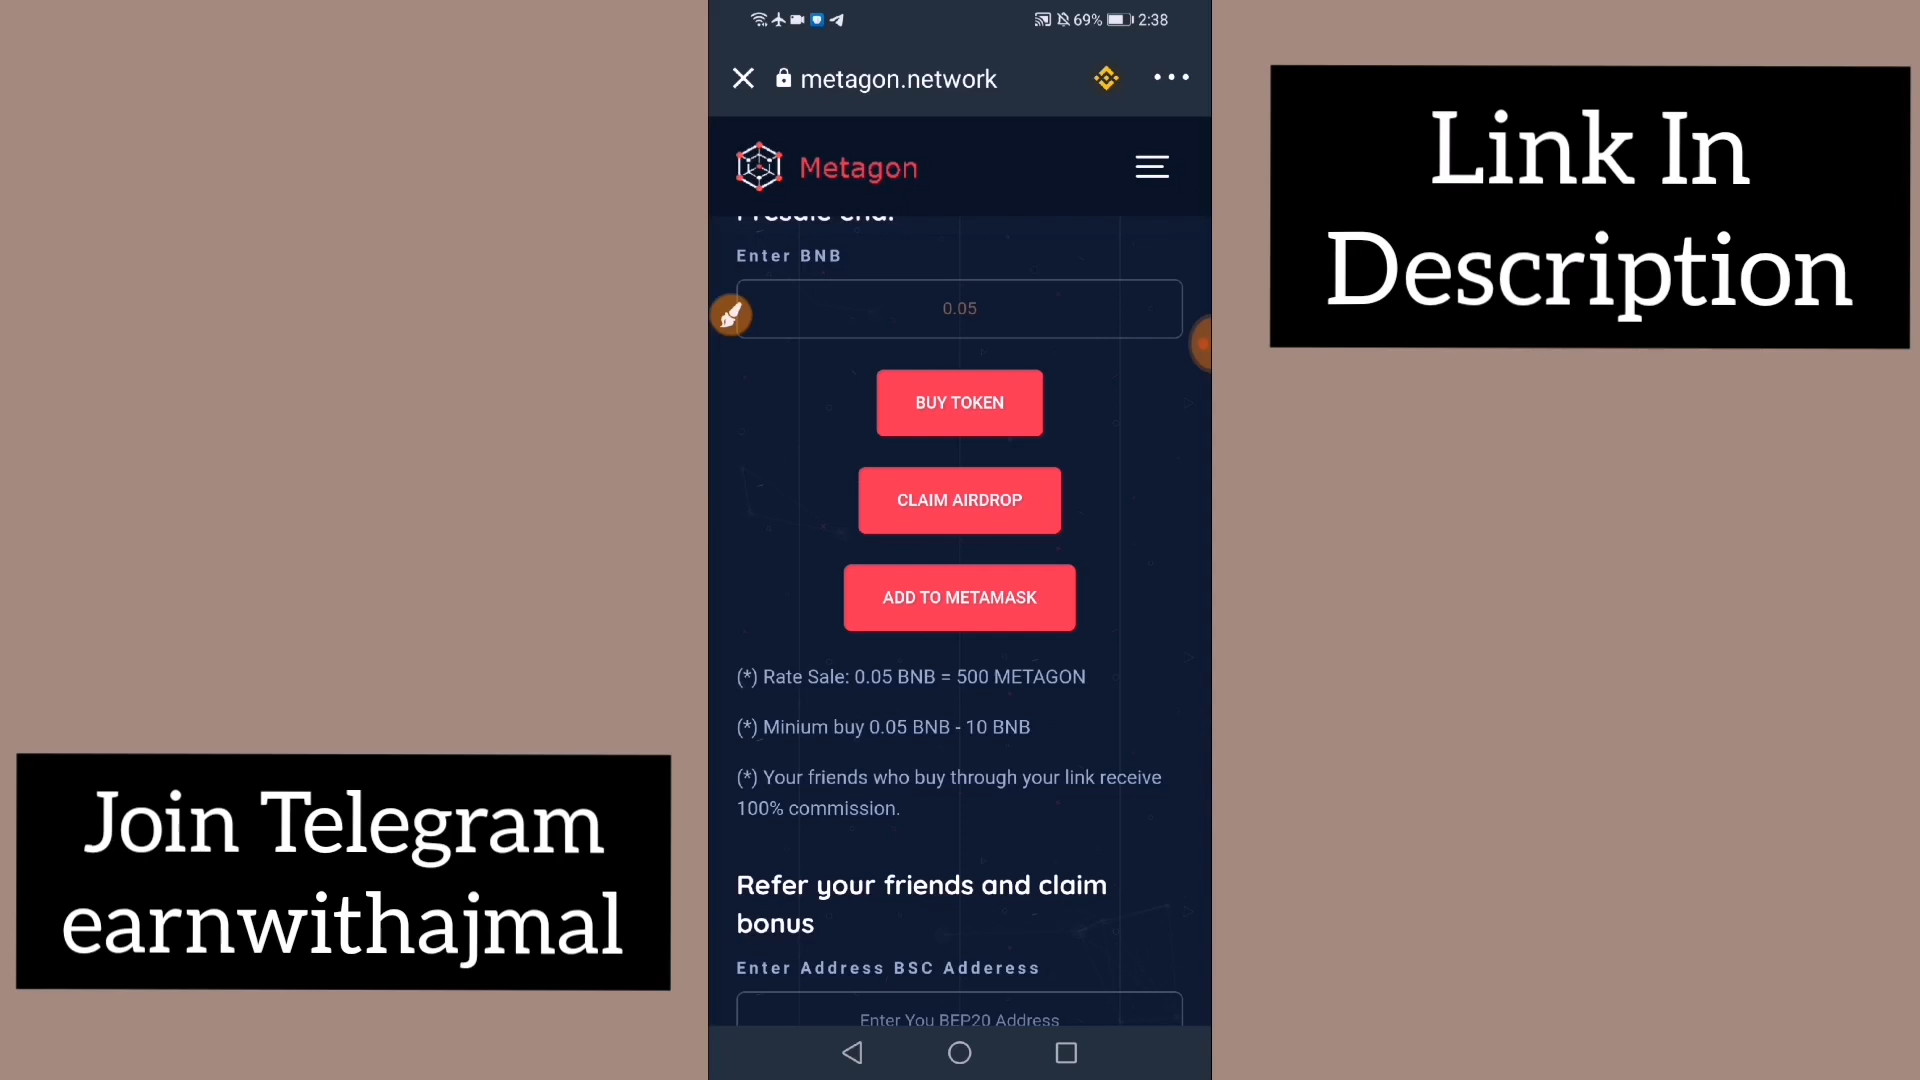 69% 2:38
metagon.network
Metagon
Presale end:
Enter BNB
0.05
BUY TOKEN
CLAIM AIRDROP
ADD TO METAMASK
(*) Rate Sale: 0.05 BNB = 500 METAGON
(*) Minium buy 0.05 BNB - 10 BNB
(*) Your friends who buy through your link receive
100% commission.
Refer your friends and claim
bonus
Enter Address BSC Adderess
Enter You BEP20 Address
Link In
Description
Join Telegram
earnwithajmal